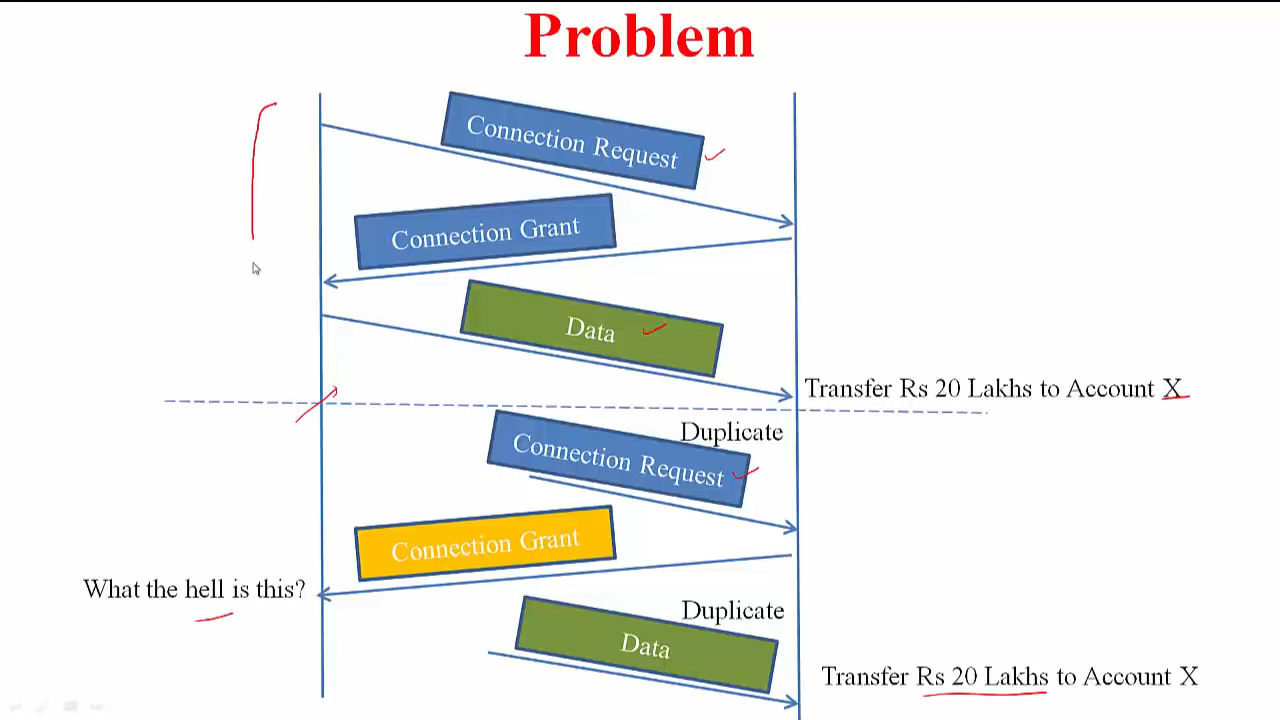 Problem
Connection Request
Connection Grant
Data
Transfer Rs 20 Lakhs to Account X
Duplicate
Connection Request
Connection Grant
What the hell is this?
Duplicate
Data
Transfer Rs 20 Lakhs to Account X